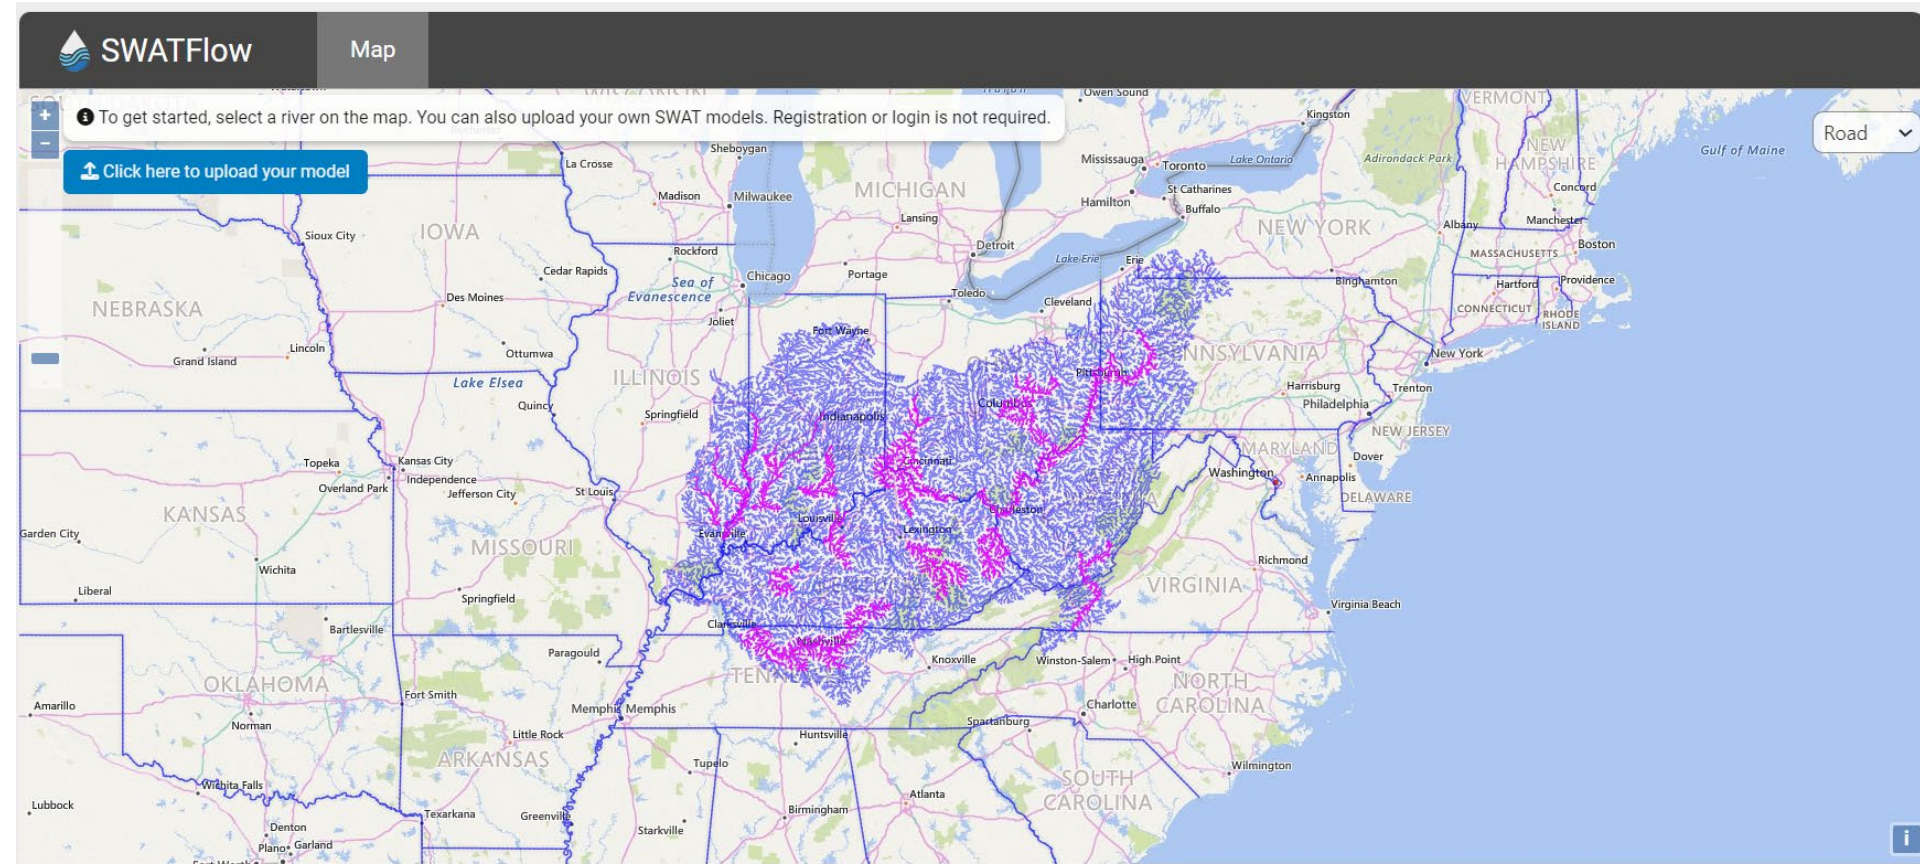 SWATFlow
Map
To get started, select a river on the map. You can also upload your own SWAT models. Registration or login is not required.
Click here to upload your model
Road
+
−
i
Owen Sound
VERMONT
Kingston
Gulf of Maine
Sheboygan
La Crosse
Mississauga
Toronto
Lake Ontario
Adirondack Park
NEW
HAMPSHIRE
Madison
Milwaukee
MICHIGAN
Hamilton
St Catharines
Concord
Lansing
Buffalo
NEW YORK
Albany
Manchester
Sioux City
IOWA
Rockford
Detroit
Boston
MASSACHUSETTS
Cedar Rapids
Chicago
Portage
Lake Erie
Erie
Sea of
Evanescence
Binghamton
Hartford
Providence
NEBRASKA
Des Moines
Toledo
Cleveland
CONNECTICUT
RHODE
ISLAND
Joliet
Fort Wayne
Lincoln
Ottumwa
Grand Island
NNSYLVANIA
New York
ILLINOIS
Lake Elsea
Pittsburgh
Harrisburg
Trenton
Quincy
Springfield
Indianapolis
Columbus
Philadelphia
NEW JERSEY
MARYLAND
Topeka
Kansas City
Cincinnati
Dover
Overland Park
Independence
Washington
Annapolis
Jefferson City
St Louis
DELAWARE
KANSAS
Louisville
Charleston
Garden City
MISSOURI
Evansville
Lexington
Wichita
Richmond
Liberal
Springfield
VIRGINIA
Virginia Beach
Bartlesville
Clarksville
Nashville
Paragould
Knoxville
Winston-Salem
High Point
OKLAHOMA
Fort Smith
NORTH
CAROLINA
Amarillo
Norman
Memphis
Memphis
Charlotte
Little Rock
Huntsville
Spartanburg
ARKANSAS
Tupelo
Wilmington
Wichita Falls
Atlanta
SOUTH
CAROLINA
Lubbock
Texarkana
Greenville
Birmingham
Starkville
Denton
Plano
Garland